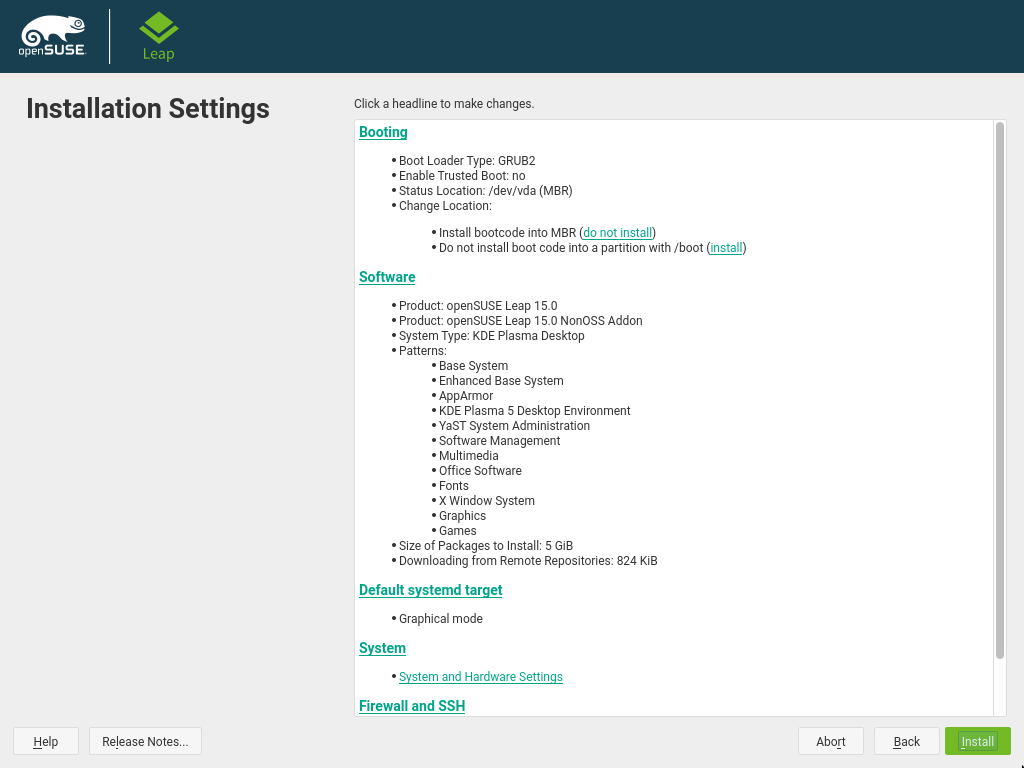 openSUSE
Leap
Installation Settings
Click a headline to make changes.
Booting
• Boot Loader Type: GRUB2
• Enable Trusted Boot: no
• Status Location: /dev/vda (MBR)
• Change Location:
• Install bootcode into MBR (do not install)
• Do not install boot code into a partition with /boot (install)
Software
• Product: openSUSE Leap 15.0
• Product: openSUSE Leap 15.0 NonOSS Addon
• System Type: KDE Plasma Desktop
• Patterns:
• Base System
• Enhanced Base System
• AppArmor
• KDE Plasma 5 Desktop Environment
• YaST System Administration
• Software Management
• Multimedia
• Office Software
• Fonts
• X Window System
• Graphics
• Games
• Size of Packages to Install: 5 GiB
• Downloading from Remote Repositories: 824 KiB
Default systemd target
• Graphical mode
System
• System and Hardware Settings
Firewall and SSH
Help Release Notes... Abort Back Install